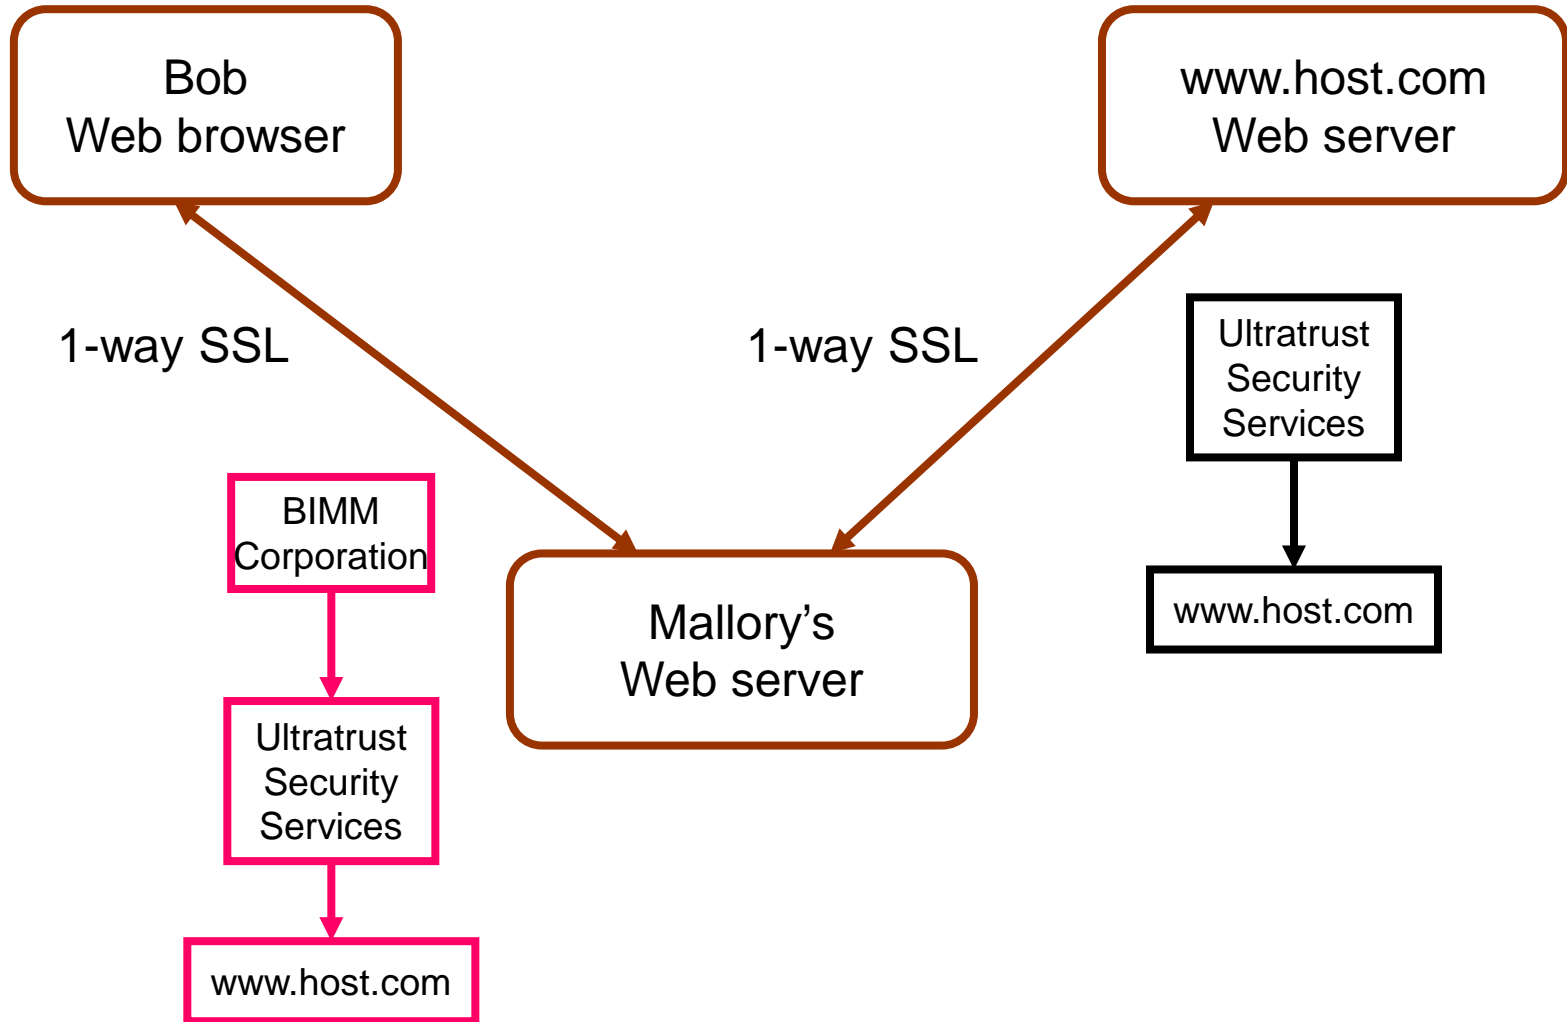 Bob
Web browser
www.host.com
Web server
1-way SSL
1-way SSL
Ultratrust
Security
Services
www.host.com
BIMM
Corporation
Ultratrust
Security
Services
www.host.com
Mallory’s
Web server